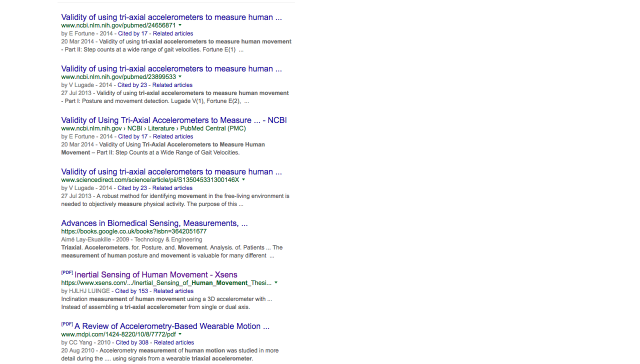 Validity of using tri-axial accelerometers to measure human ...
www.ncbi.nlm.nih.gov/pubmed/24656871
by E Fortune - 2014 - Cited by 17 - Related articles
20 Mar 2014 - Validity of using tri-axial accelerometers to measure human movement
- Part II: Step counts at a wide range of gait velocities. Fortune E(1) ...
Validity of using tri-axial accelerometers to measure human ...
www.ncbi.nlm.nih.gov/pubmed/23899533
by V Lugade - 2014 - Cited by 23 - Related articles
27 Jul 2013 - Validity of using tri-axial accelerometers to measure human movement
- Part I: Posture and movement detection. Lugade V(1), Fortune E(2), ...
Validity of Using Tri-Axial Accelerometers to Measure ... - NCBI
www.ncbi.nlm.nih.gov › NCBI › Literature › PubMed Central (PMC)
by E Fortune - 2014 - Cited by 17 - Related articles
20 Mar 2014 - Validity of Using Tri-Axial Accelerometers to Measure Human
Movement – Part II: Step Counts at a Wide Range of Gait Velocities.
Validity of using tri-axial accelerometers to measure human ...
www.sciencedirect.com/science/article/pii/S135045331300146X
by V Lugade - 2014 - Cited by 23 - Related articles
27 Jul 2013 - A robust method for identifying movement in the free-living environment is
needed to objectively measure physical activity. The purpose of this ...
Advances in Biomedical Sensing, Measurements, ...
https://books.google.co.uk/books?isbn=3642051677
Aimé Lay-Ekuakille - 2009 - Technology & Engineering
Triaxial. Accelerometers. for. Posture. and. Movement. Analysis. of. Patients ... The
measurement of human posture and movement is valuable for many different ...
[PDF] Inertial Sensing of Human Movement - Xsens
https://www.xsens.com/.../Inertial_Sensing_of_Human_Movement_Thesi...
by HJLHJ LUINGE - Cited by 153 - Related articles
Inclination measurement of human movement using a 3D accelerometer with ...
Instead of assembling a tri-axial accelerometer from single or dual axis.
[PDF] A Review of Accelerometry-Based Wearable Motion ...
www.mdpi.com/1424-8220/10/8/7772/pdf
by CC Yang - 2010 - Cited by 308 - Related articles
20 Aug 2010 - Accelerometry measurement of human motion was studied in more
detail during the .... using signals from a wearable triaxial accelerometer.